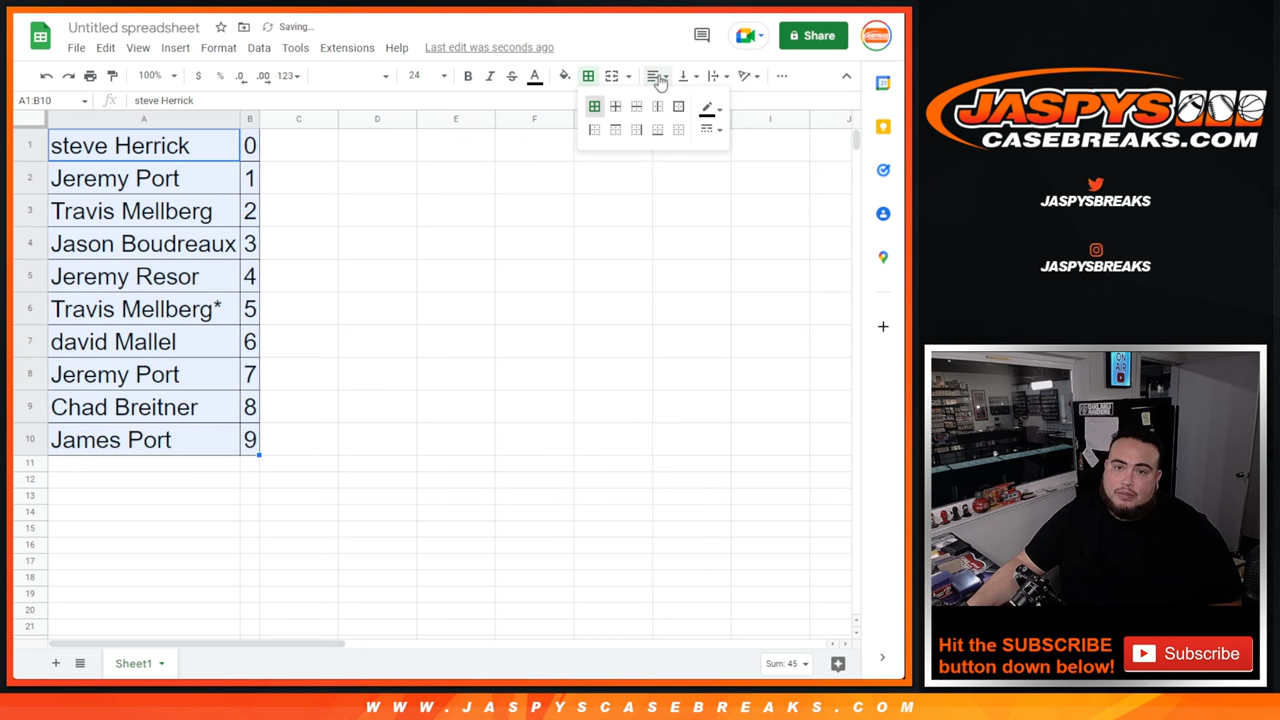 Untitled spreadsheet
Saving...
File Edit View Insert Format Data Tools Extensions Help Last edit was seconds ago
Share
100% $ % .0 .00 123 24 B I S A
A1:B10 fx steve Herrick
A B C D E F G H I J
1 steve Herrick 0
2 Jeremy Port 1
3 Travis Mellberg 2
4 Jason Boudreaux 3
5 Jeremy Resor 4
6 Travis Mellberg* 5
7 david Mallel 6
8 Jeremy Port 7
9 Chad Breitner 8
10 James Port 9
11
12
13
14
15
16
17
18
19
20
21
Sheet1
Sum: 45
JASPYS
CASEBREAKS.COM
JASPYSBREAKS
JASPYSBREAKS
ON AIR
Hit the SUBSCRIBE
button down below!
Subscribe
WWW.JASPYSCASEBREAKS.COM